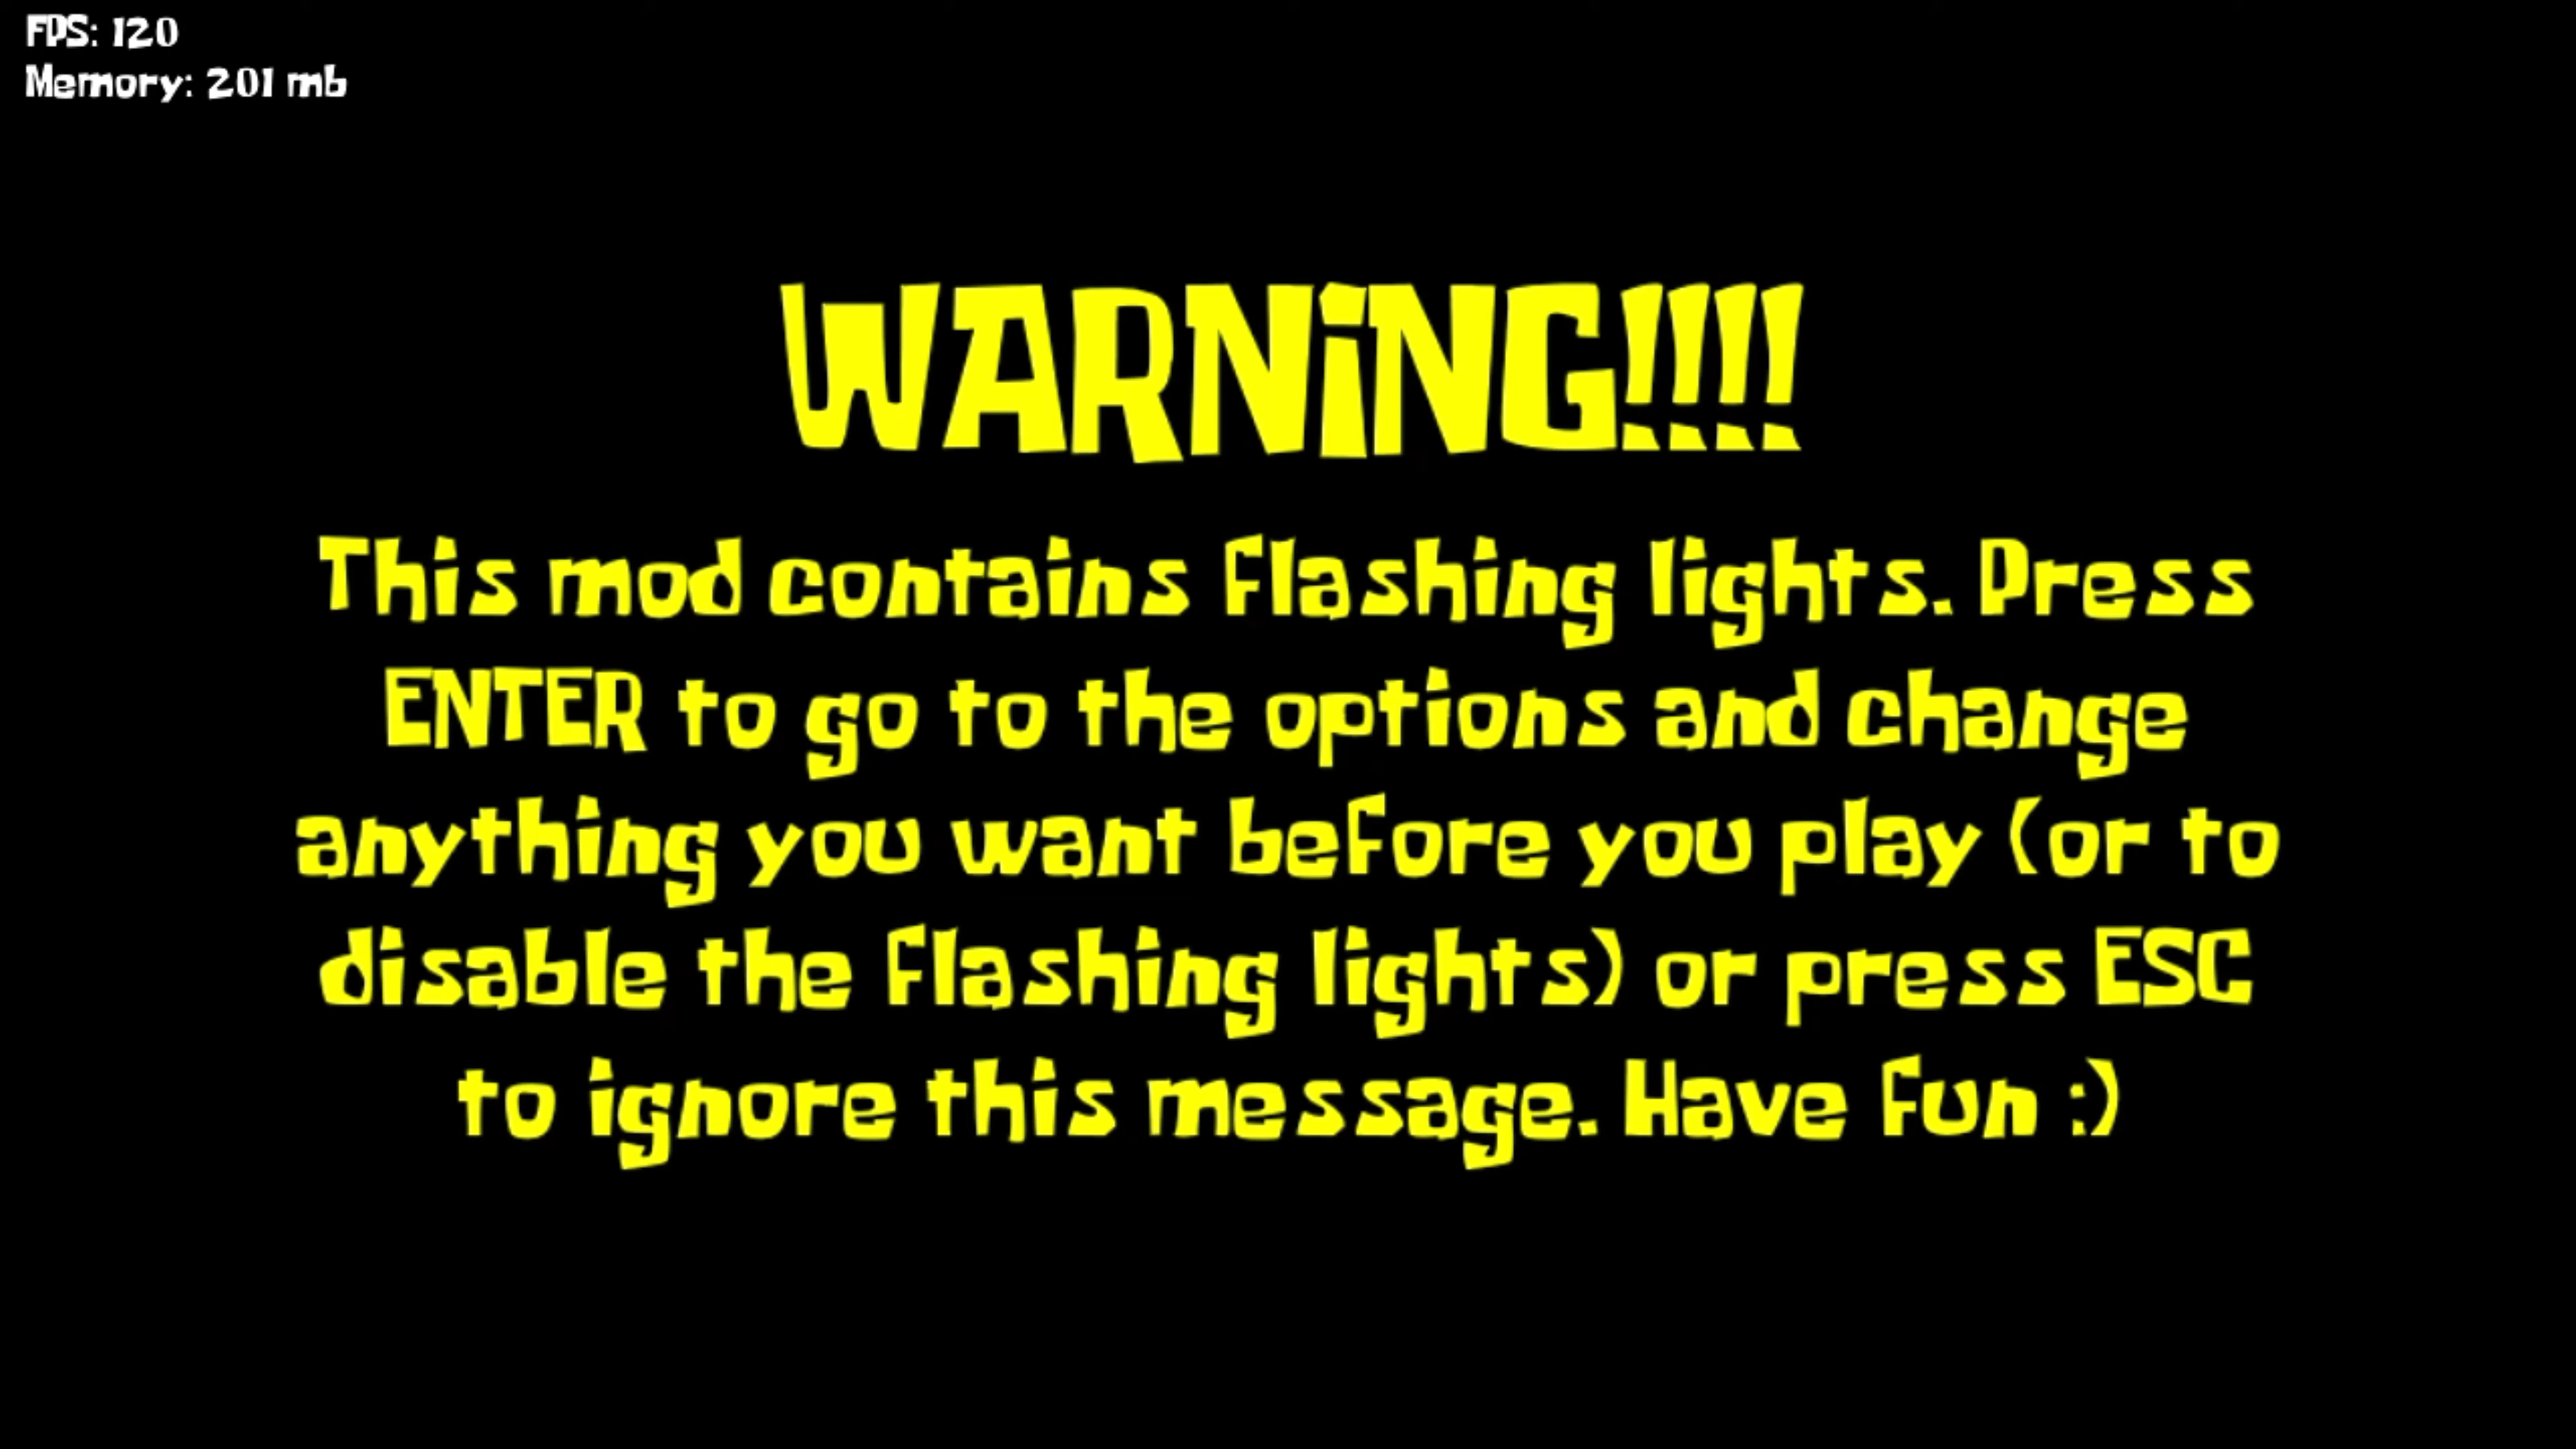 FPS: 120
Memory: 201 mb
WARNiNG!!!!
This mod contains flashing lights. Press
ENTER to go to the options and change
anything you want before you play (or to
disable the flashing lights) or press ESC
to ignore this message. Have fun :)